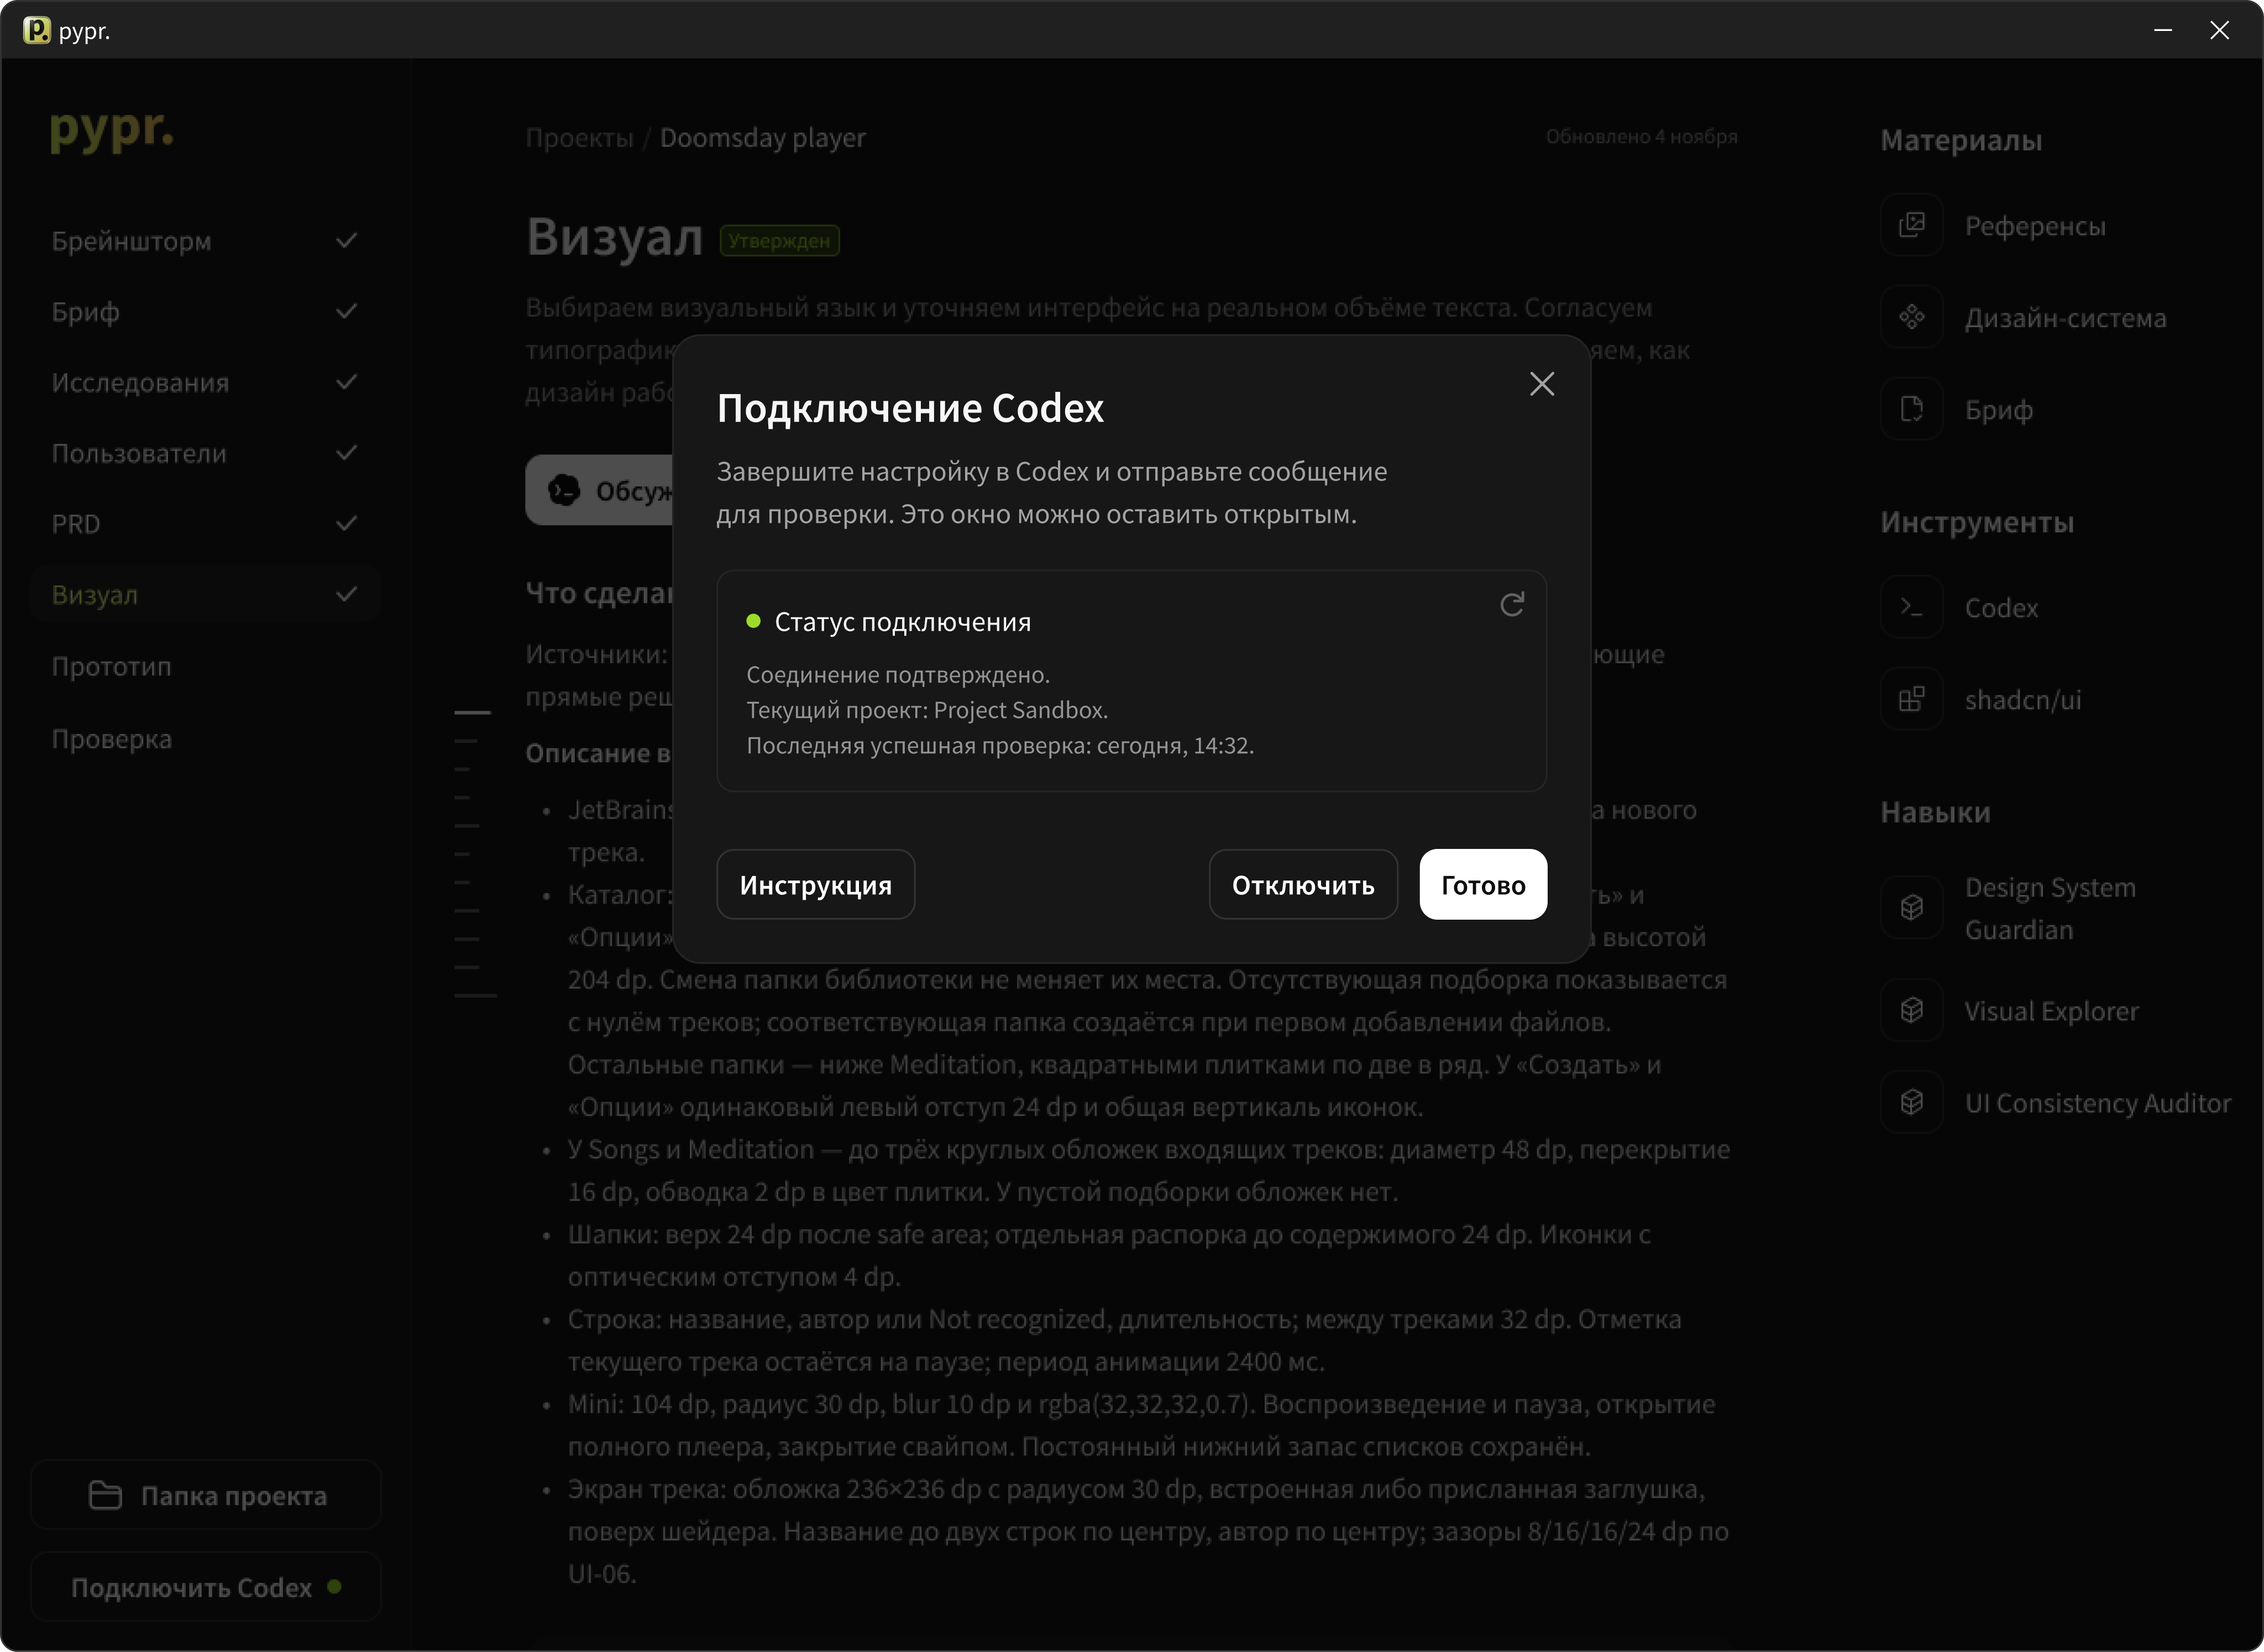 p. pypr.
pypr.
Брейншторм
Бриф
Исследования
Пользователи
PRD
Визуал
Прототип
Проверка
Папка проекта
Подключить Codex
Проекты / Doomsday player
Обновлено 4 ноября
Визуал Утвержден
Выбираем визуальный язык и уточняем интерфейс на реальном объёме текста. Согласуем
яем, как
Подключение Codex
Завершите настройку в Codex и отправьте сообщение
для проверки. Это окно можно оставить открытым.
Статус подключения
Соединение подтверждено.
Текущий проект: Project Sandbox.
Последняя успешная проверка: сегодня, 14:32.
Инструкция
Отключить
Готово
Источники:
ющие
прямые реш
Описание в
JetBrains
а нового
трека.
Каталог:
ть» и
«Опции»
высотой
204 dp. Смена папки библиотеки не меняет их места. Отсутствующая подборка показывается
с нулём треков; соответствующая папка создаётся при первом добавлении файлов.
Остальные папки — ниже Meditation, квадратными плитками по две в ряд. У «Создать» и
«Опции» одинаковый левый отступ 24 dp и общая вертикаль иконок.
У Songs и Meditation — до трёх круглых обложек входящих треков: диаметр 48 dp, перекрытие
16 dp, обводка 2 dp в цвет плитки. У пустой подборки обложек нет.
Шапки: верх 24 dp после safe area; отдельная распорка до содержимого 24 dp. Иконки с
оптическим отступом 4 dp.
Строка: название, автор или Not recognized, длительность; между треками 32 dp. Отметка
текущего трека остаётся на паузе; период анимации 2400 мс.
Mini: 104 dp, радиус 30 dp, blur 10 dp и rgba(32,32,32,0.7). Воспроизведение и пауза, открытие
полного плеера, закрытие свайпом. Постоянный нижний запас списков сохранён.
Экран трека: обложка 236×236 dp с радиусом 30 dp, встроенная либо присланная заглушка,
поверх шейдера. Название до двух строк по центру, автор по центру; зазоры 8/16/16/24 dp по
UI-06.
Материалы
Референсы
Дизайн-система
Бриф
Инструменты
Codex
shadcn/ui
Навыки
Design System
Guardian
Visual Explorer
UI Consistency Auditor